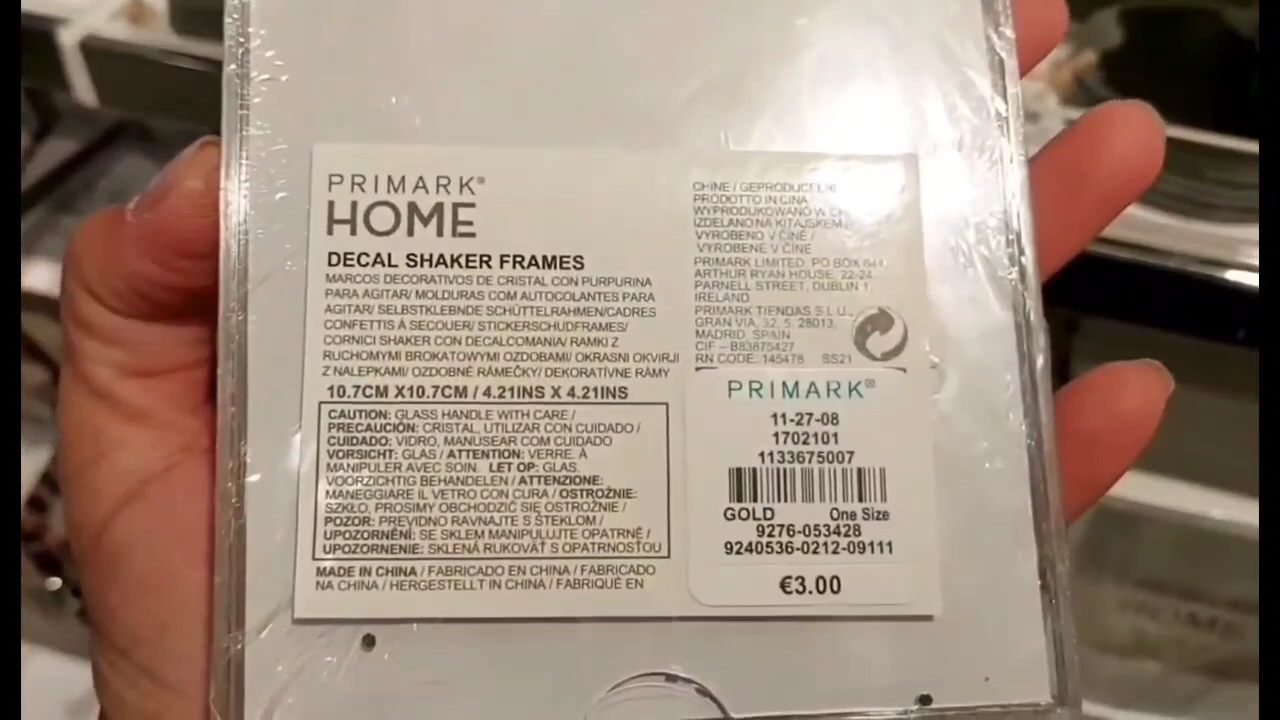 PRIMARK®
HOME
DECAL SHAKER FRAMES
MARCOS DECORATIVOS DE CRISTAL CON PURPURINA
PARA AGITAR/ MOLDURAS COM AUTOCOLANTES PARA
AGITAR/ SELBSTKLEBNDE SCHÜTTELRAHMEN/CADRES
CONFETTIS À SECOUER/ STICKERSCHUDFRAMES/
CORNICI SHAKER CON DECALCOMANIA/ RAMKI Z
RUCHOMYMI BROKATOWYMI OZDOBAMI/ OKRASNI OKVIRJI
Z NALEPKAMI/ OZDOBNÉ RÁMEČKY/ DEKORATÍVNE RÁMY
10.7CM X10.7CM / 4.21INS X 4.21INS
CAUTION: GLASS HANDLE WITH CARE /
PRECAUCIÓN: CRISTAL, UTILIZAR CON CUIDADO /
CUIDADO: VIDRO, MANUSEAR COM CUIDADO
VORSICHT: GLAS / ATTENTION: VERRE. À
MANIPULER AVEC SOIN. LET OP: GLAS.
VOORZICHTIG BEHANDELEN / ATTENZIONE:
MANEGGIARE IL VETRO CON CURA / OSTROŻNIE:
SZKŁO, PROSIMY OBCHODZIĆ SIĘ OSTROŻNIE /
POZOR: PREVIDNO RAVNAJTE S STEKLOM /
UPOZORNĚNÍ: SE SKLEM MANIPULUJTE OPATRNĚ /
UPOZORNENIE: SKLENÁ RUKOVÄŤ S OPATRNOSŤOU
MADE IN CHINA / FABRICADO EN CHINA / FABRICADO
NA CHINA / HERGESTELLT IN CHINA / FABRIQUÉ EN
CHINE / GEPRODUCEERD
PRODOTTO IN CINA
WYPRODUKOWANO W
IZDELANO NA KITAJSKEM
VYROBENO V ČÍNĚ /
VYROBENÉ V ČÍNE
PRIMARK LIMITED, PO BOX 644,
ARTHUR RYAN HOUSE, 22-24
PARNELL STREET, DUBLIN 1,
IRELAND
PRIMARK TIENDAS S.L.U.,
GRAN VIA, 32, 5, 28013,
MADRID, SPAIN
CIF – B83875427
RN CODE: 145478 SS21
PRIMARK®
11-27-08
1702101
1133675007
GOLD One Size
9276-053428
9240536-0212-09111
€3.00